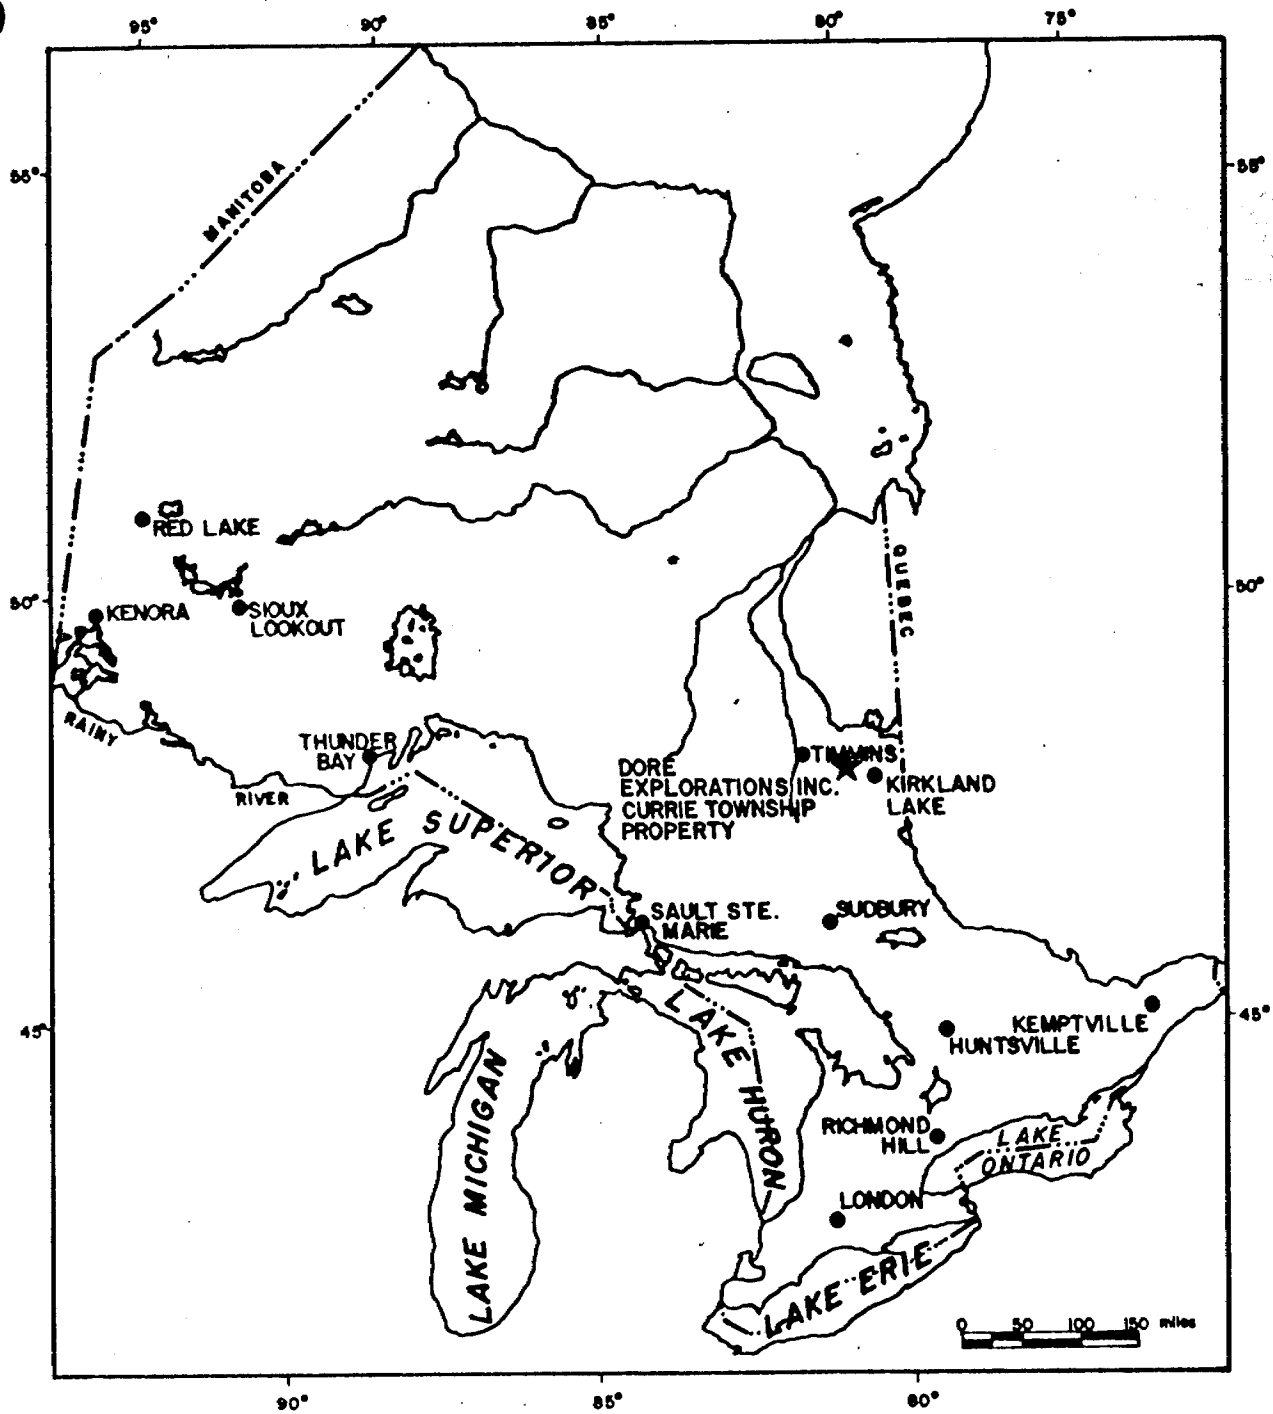 95° 90° 85° 80° 75°
55° 55°
MANITOBA
RED LAKE
QUEBEC
50° 50°
KENORA
SIOUX
LOOKOUT
RAINY
THUNDER
BAY
RIVER
TIMMINS
DORE
EXPLORATIONS INC.
CURRIE TOWNSHIP
PROPERTY
KIRKLAND
LAKE
LAKE SUPERIOR
SAULT STE.
MARIE
SUDBURY
LAKE HURON
45° 45°
KEMPTVILLE
HUNTSVILLE
LAKE MICHIGAN
RICHMOND
HILL
LAKE
ONTARIO
LONDON
LAKE ERIE
0 50 100 150 miles
90° 85° 80°